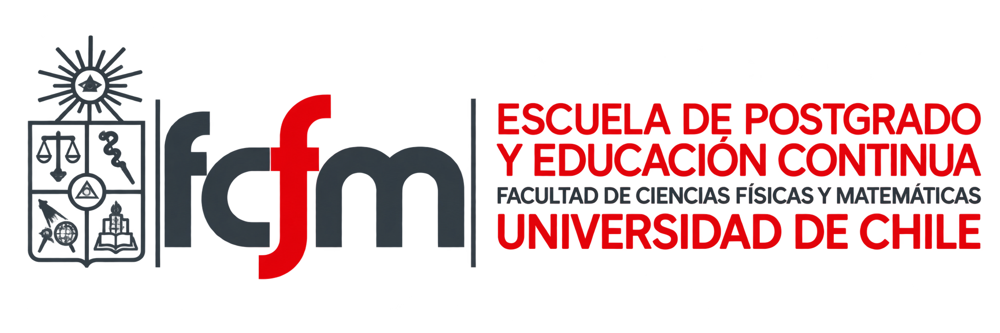 fcfm
ESCUELA DE POSTGRADO
Y EDUCACIÓN CONTINUA
FACULTAD DE CIENCIAS FÍSICAS Y MATEMÁTICAS
UNIVERSIDAD DE CHILE